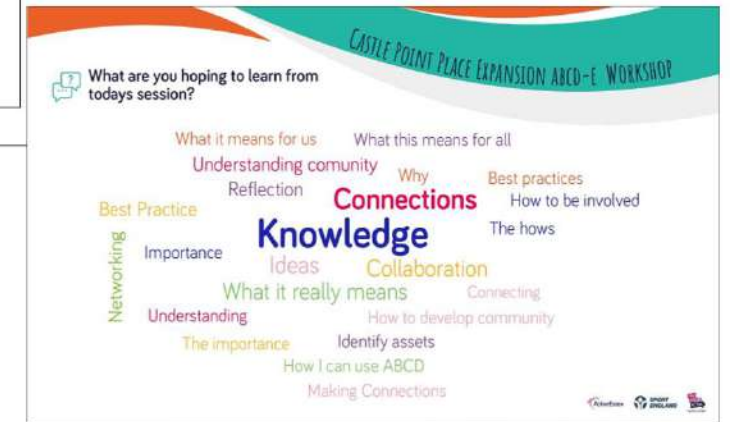 CASTLE POINT PLACE EXPANSION ABCD-E WORKSHOP
What are you hoping to learn from
todays session?
What it means for us
What this means for all
Understanding comunity
Why
Best practices
Reflection
Connections
How to be involved
Best Practice
Knowledge
The hows
Networking
Importance
Ideas
Collaboration
What it really means
Connecting
Understanding
How to develop community
The importance
Identify assets
How I can use ABCD
Making Connections
ActiveEssex
SPORT
ENGLAND